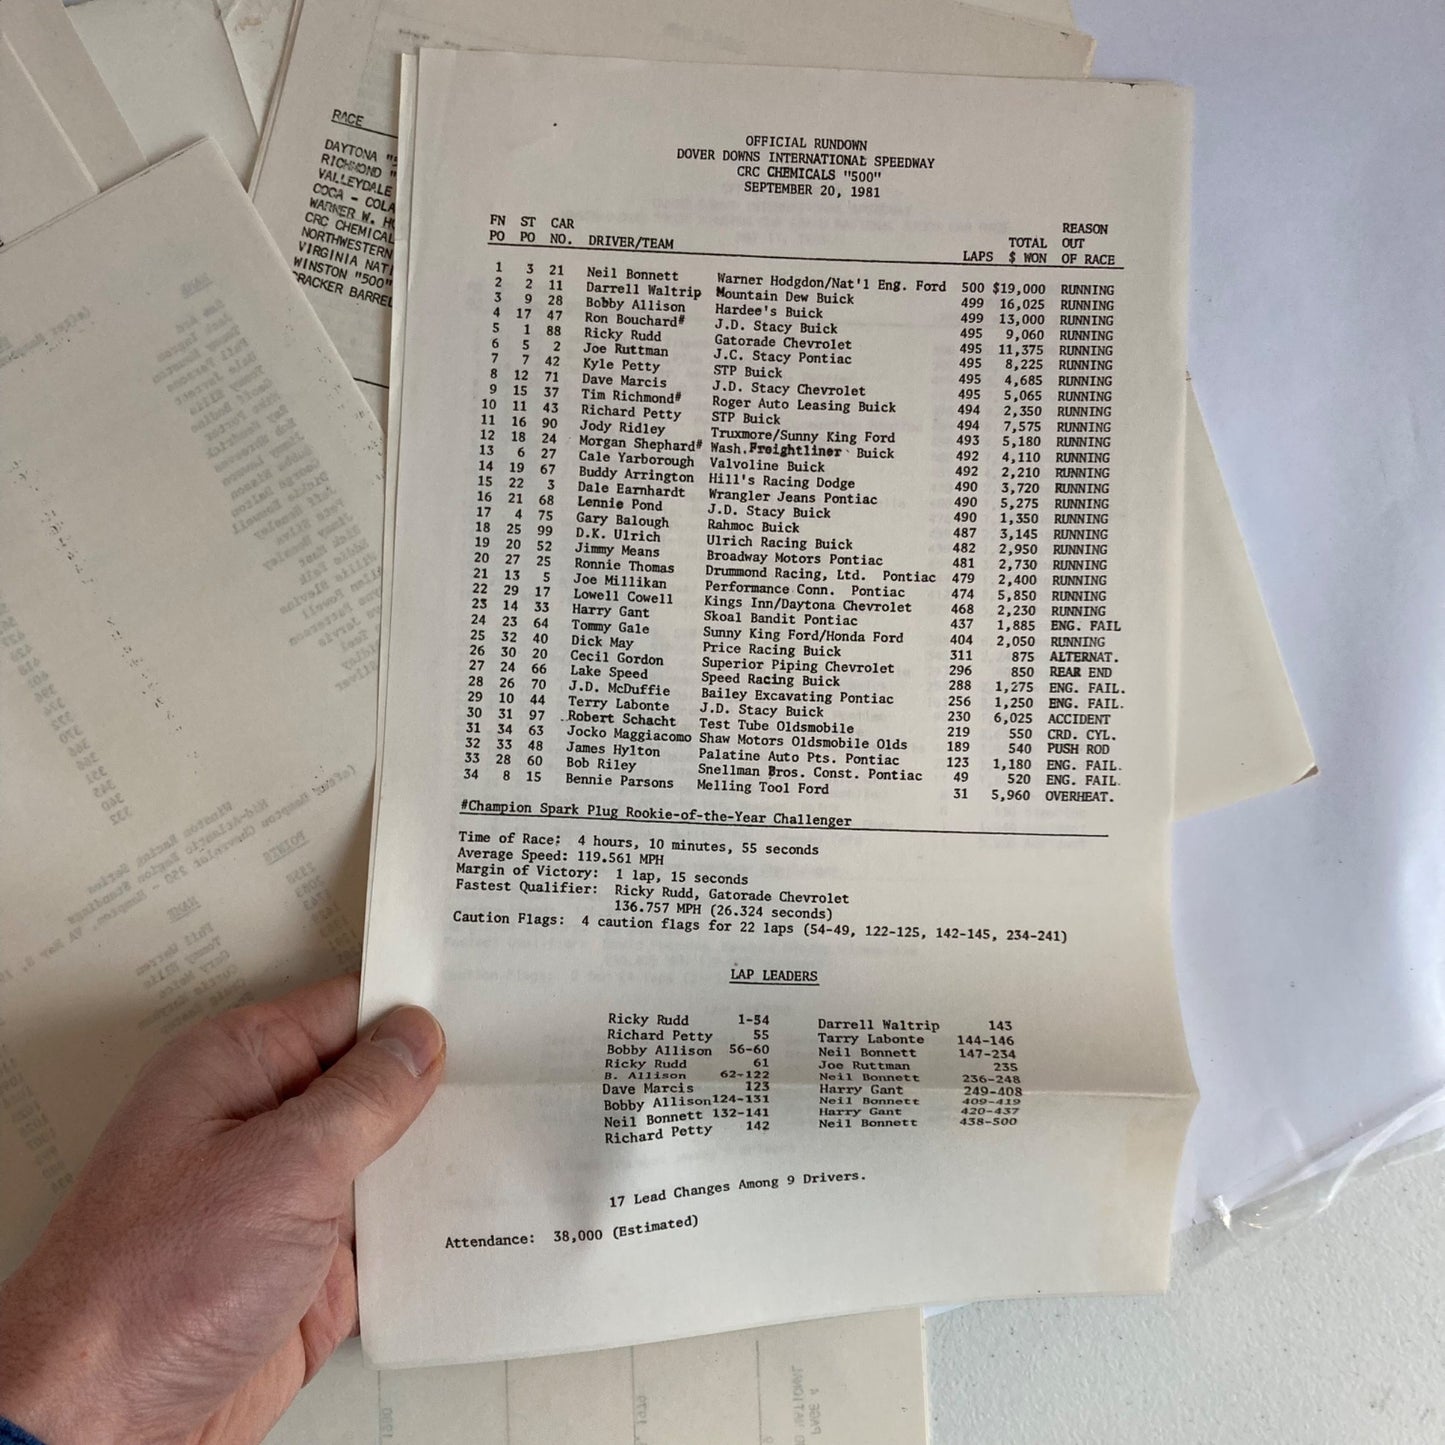 RACE
DAYTONA "5
RICHMOND "
VALLEYDALE
COCA - COLA
WARNER W. H
CRC CHEMICAL
NORTHWESTERN
VIRGINIA NATI
WINSTON "500"
CRACKER BARREL
OFFICIAL RUNDOWN
DOVER DOWNS INTERNATIONAL SPEEDWAY
CRC CHEMICALS "500"
SEPTEMBER 20, 1981
FN PO ST PO CAR NO. DRIVER/TEAM LAPS TOTAL $ WON REASON OUT OF RACE
1 3 21 Neil Bonnett Warner Hodgdon/Nat'l Eng. Ford 500 $19,000 RUNNING
2 2 11 Darrell Waltrip Mountain Dew Buick 499 16,025 RUNNING
3 9 28 Bobby Allison Hardee's Buick 499 13,000 RUNNING
4 17 47 Ron Bouchard# J.D. Stacy Buick 495 9,060 RUNNING
5 1 88 Ricky Rudd Gatorade Chevrolet 495 11,375 RUNNING
6 5 2 Joe Ruttman J.C. Stacy Pontiac 495 8,225 RUNNING
7 7 42 Kyle Petty STP Buick 495 4,685 RUNNING
8 12 71 Dave Marcis J.D. Stacy Chevrolet 495 5,065 RUNNING
9 15 37 Tim Richmond# Roger Auto Leasing Buick 494 2,350 RUNNING
10 11 43 Richard Petty STP Buick 494 7,575 RUNNING
11 16 90 Jody Ridley Truxmore/Sunny King Ford 493 5,180 RUNNING
12 18 24 Morgan Shephard# Wash.Freightliner Buick 492 4,110 RUNNING
13 6 27 Cale Yarborough Valvoline Buick 492 2,210 RUNNING
14 19 67 Buddy Arrington Hill's Racing Dodge 490 3,720 RUNNING
15 22 3 Dale Earnhardt Wrangler Jeans Pontiac 490 5,275 RUNNING
16 21 68 Lennie Pond J.D. Stacy Buick 490 1,350 RUNNING
17 4 75 Gary Balough Rahmoc Buick 487 3,145 RUNNING
18 25 99 D.K. Ulrich Ulrich Racing Buick 482 2,950 RUNNING
19 20 52 Jimmy Means Broadway Motors Pontiac 481 2,730 RUNNING
20 27 25 Ronnie Thomas Drummond Racing, Ltd. Pontiac 479 2,400 RUNNING
21 13 5 Joe Millikan Performance Conn. Pontiac 474 5,850 RUNNING
22 29 17 Lowell Cowell Kings Inn/Daytona Chevrolet 468 2,230 RUNNING
23 14 33 Harry Gant Skoal Bandit Pontiac 437 1,885 ENG. FAIL
24 23 64 Tommy Gale Sunny King Ford/Honda Ford 404 2,050 RUNNING
25 32 40 Dick May Price Racing Buick 311 875 ALTERNAT.
26 30 20 Cecil Gordon Superior Piping Chevrolet 296 850 REAR END
27 24 66 Lake Speed Speed Racing Buick 288 1,275 ENG. FAIL.
28 26 70 J.D. McDuffie Bailey Excavating Pontiac 256 1,250 ENG. FAIL.
29 10 44 Terry Labonte J.D. Stacy Buick 230 6,025 ACCIDENT
30 31 97 Robert Schacht Test Tube Oldsmobile 219 550 CRD. CYL.
31 34 63 Jocko Maggiacomo Shaw Motors Oldsmobile Olds 189 540 PUSH ROD
32 33 48 James Hylton Palatine Auto Pts. Pontiac 123 1,180 ENG. FAIL.
33 28 60 Bob Riley Snellman Bros. Const. Pontiac 49 520 ENG. FAIL.
34 8 15 Bennie Parsons Melling Tool Ford 31 5,960 OVERHEAT.
#Champion Spark Plug Rookie-of-the-Year Challenger
Time of Race: 4 hours, 10 minutes, 55 seconds
Average Speed: 119.561 MPH
Margin of Victory: 1 lap, 15 seconds
Fastest Qualifier: Ricky Rudd, Gatorade Chevrolet
136.757 MPH (26.324 seconds)
Caution Flags: 4 caution flags for 22 laps (54-49, 122-125, 142-145, 234-241)
LAP LEADERS
Ricky Rudd 1-54 Darrell Waltrip 143
Richard Petty 55 Tarry Labonte 144-146
Bobby Allison 56-60 Neil Bonnett 147-234
Ricky Rudd 61 Joe Ruttman 235
B. Allison 62-122 Neil Bonnett 236-248
Dave Marcis 123 Harry Gant 249-408
Bobby Allison 124-131 Neil Bonnett 409-419
Neil Bonnett 132-141 Harry Gant 420-437
Richard Petty 142 Neil Bonnett 438-500
17 Lead Changes Among 9 Drivers.
Attendance: 38,000 (Estimated)